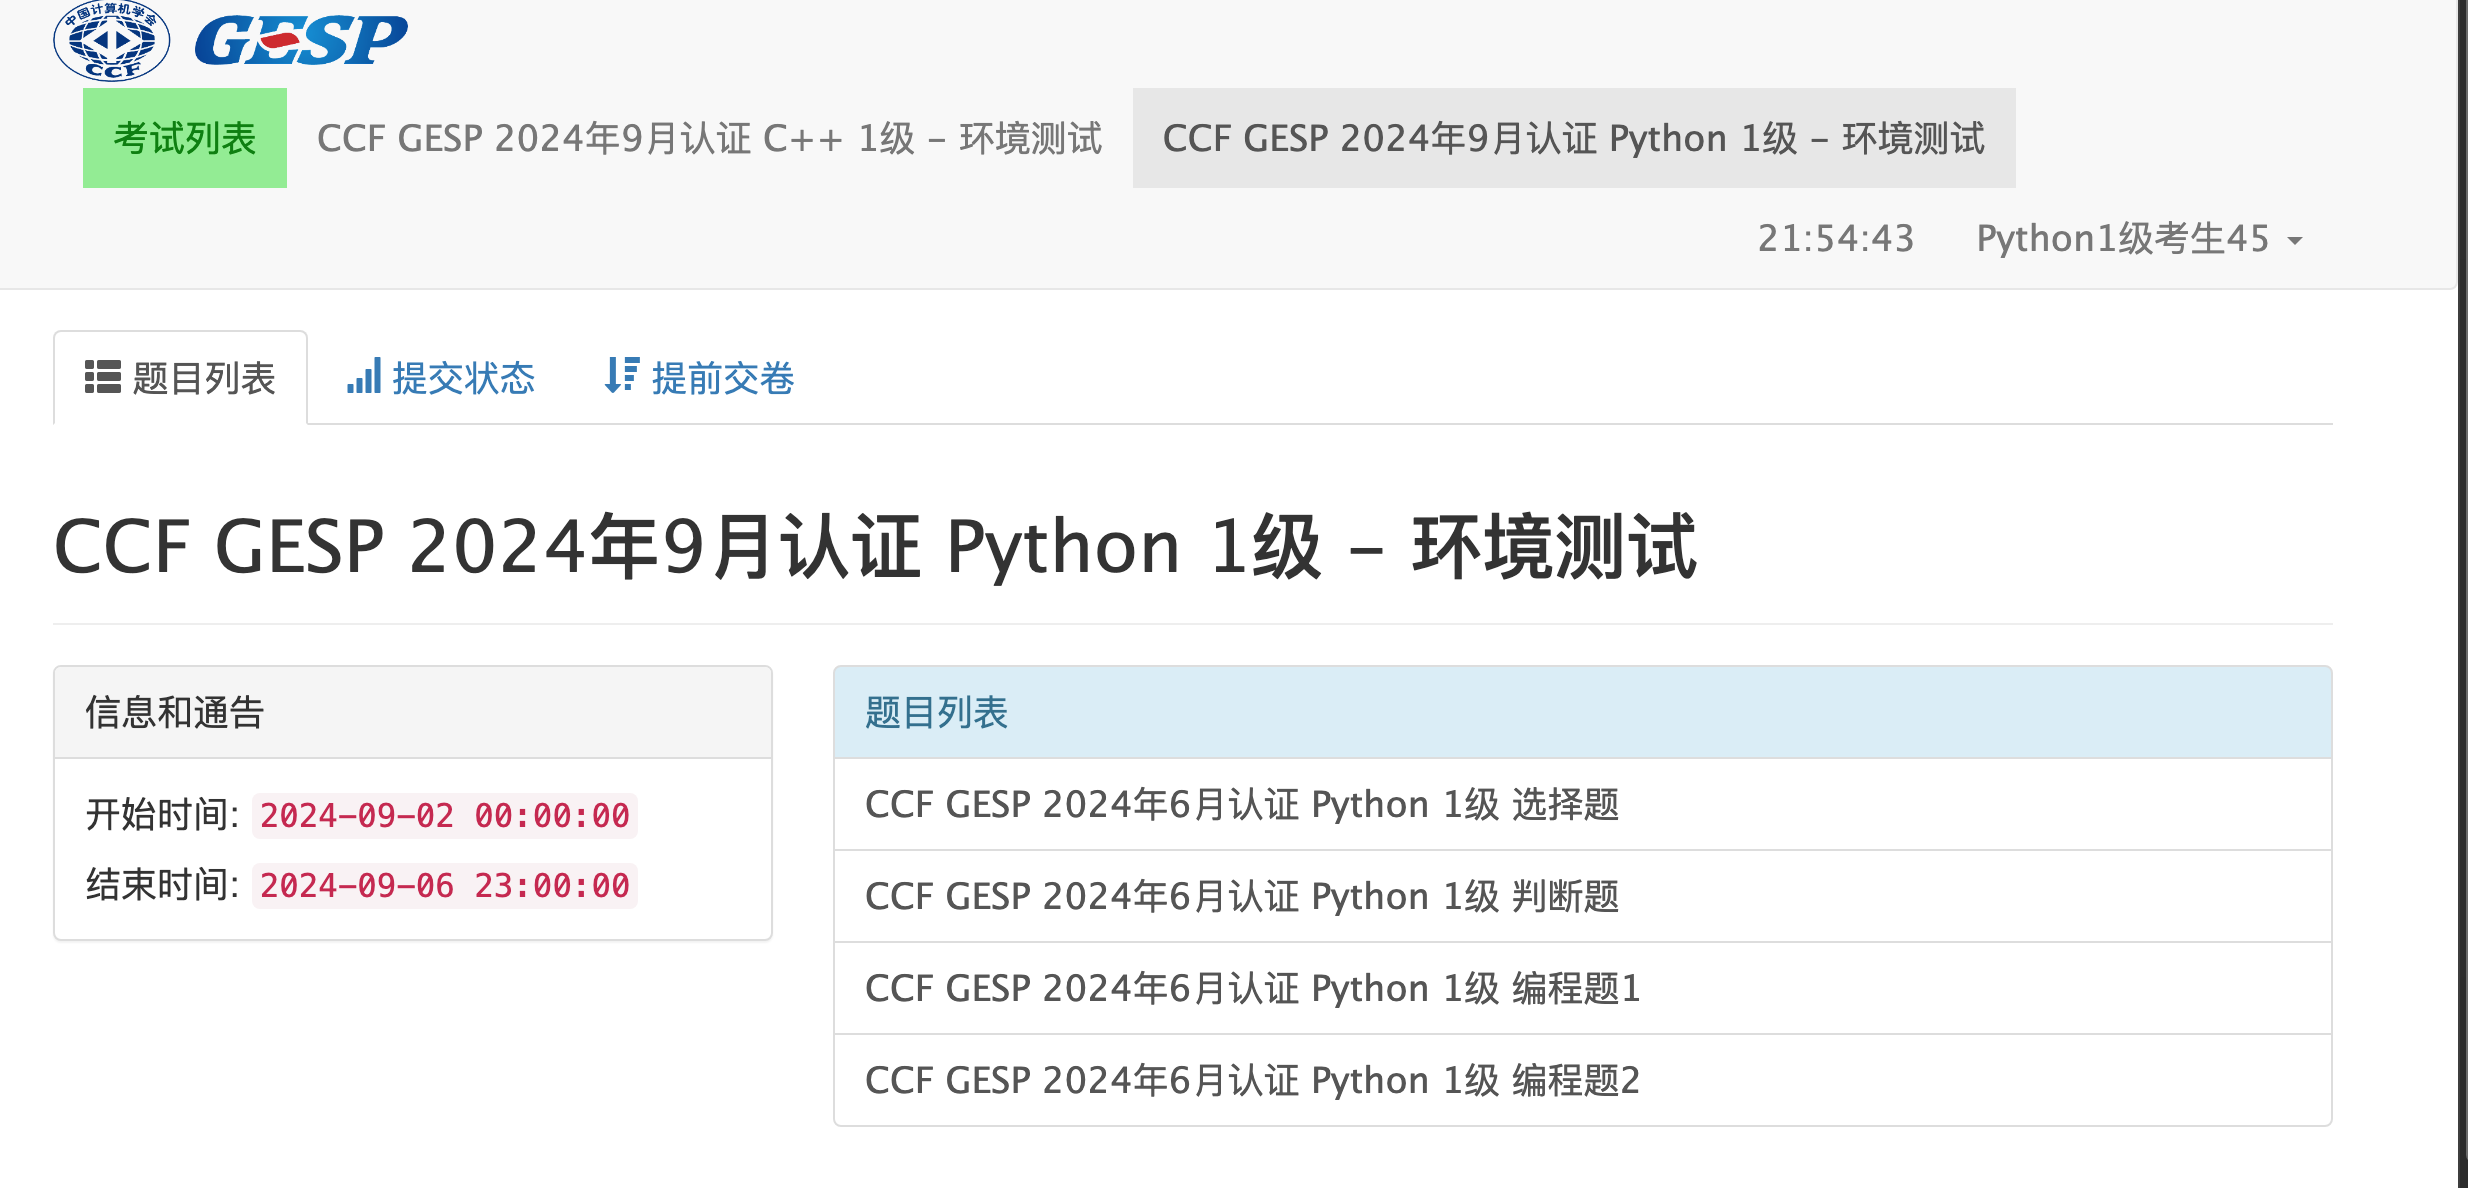 中国计算机学会
CCF
GESP
考试列表 CCF GESP 2024年9月认证 C++ 1级 – 环境测试 CCF GESP 2024年9月认证 Python 1级 – 环境测试
21:54:43 Python1级考生45
题目列表 提交状态 提前交卷
CCF GESP 2024年9月认证 Python 1级 – 环境测试
信息和通告
开始时间: 2024-09-02 00:00:00
结束时间: 2024-09-06 23:00:00
题目列表
CCF GESP 2024年6月认证 Python 1级 选择题
CCF GESP 2024年6月认证 Python 1级 判断题
CCF GESP 2024年6月认证 Python 1级 编程题1
CCF GESP 2024年6月认证 Python 1级 编程题2